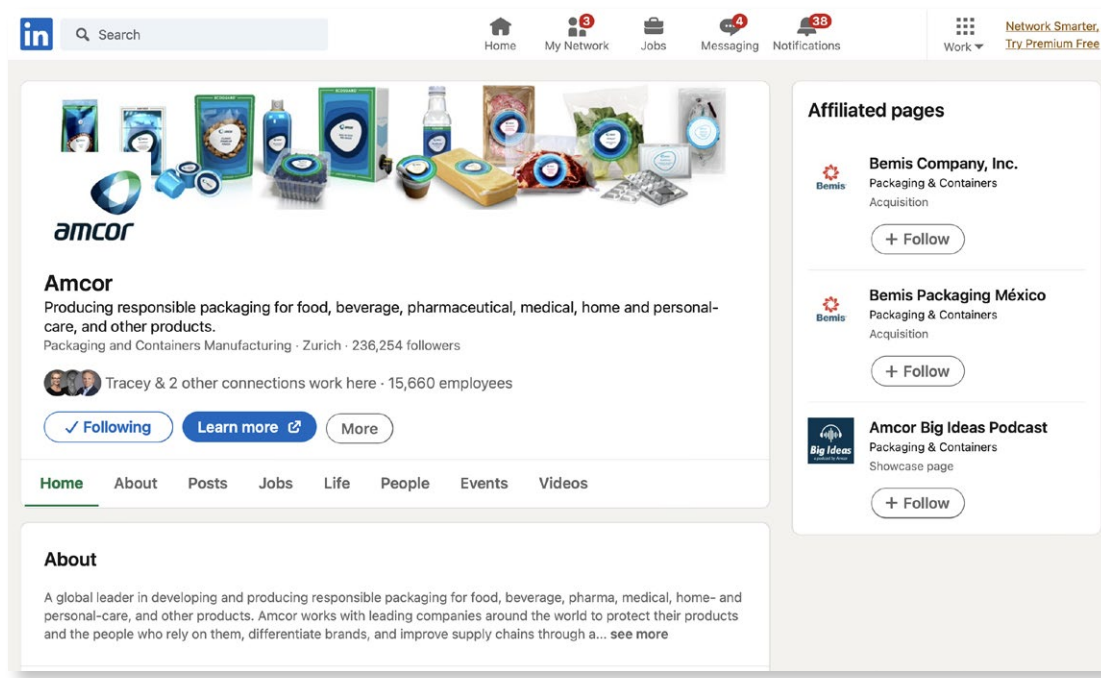 in
Search
3
4
38
Home
My Network
Jobs
Messaging
Notifications
Work
Network Smarter,
Try Premium Free
amcor
Amcor
Producing responsible packaging for food, beverage, pharmaceutical, medical, home and personal-
care, and other products.
Packaging and Containers Manufacturing · Zurich · 236,254 followers
Tracey & 2 other connections work here · 15,660 employees
Following
Learn more
More
Home
About
Posts
Jobs
Life
People
Events
Videos
About
A global leader in developing and producing responsible packaging for food, beverage, pharma, medical, home- and
personal-care, and other products. Amcor works with leading companies around the world to protect their products
and the people who rely on them, differentiate brands, and improve supply chains through a... see more
Affiliated pages
Bemis
Bemis Company, Inc.
Packaging & Containers
Acquisition
+ Follow
Bemis
Bemis Packaging México
Packaging & Containers
Acquisition
+ Follow
Big Ideas
Amcor Big Ideas Podcast
Packaging & Containers
Showcase page
+ Follow